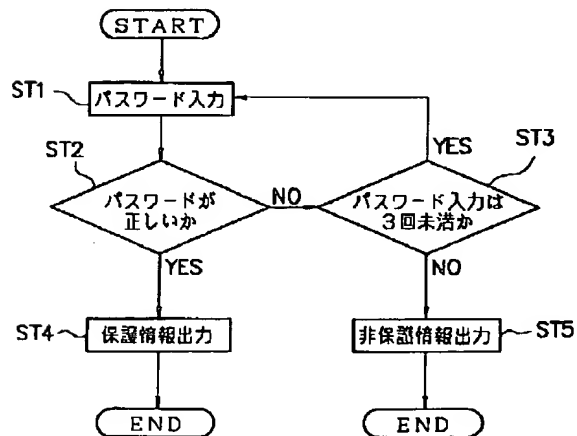 START
ST1
パスワード入力
ST2
パスワードが
正しいか
NO
YES
ST3
パスワード入力は
3回未満か
YES
NO
ST4
保護情報出力
非保護情報出力
ST5
END
END